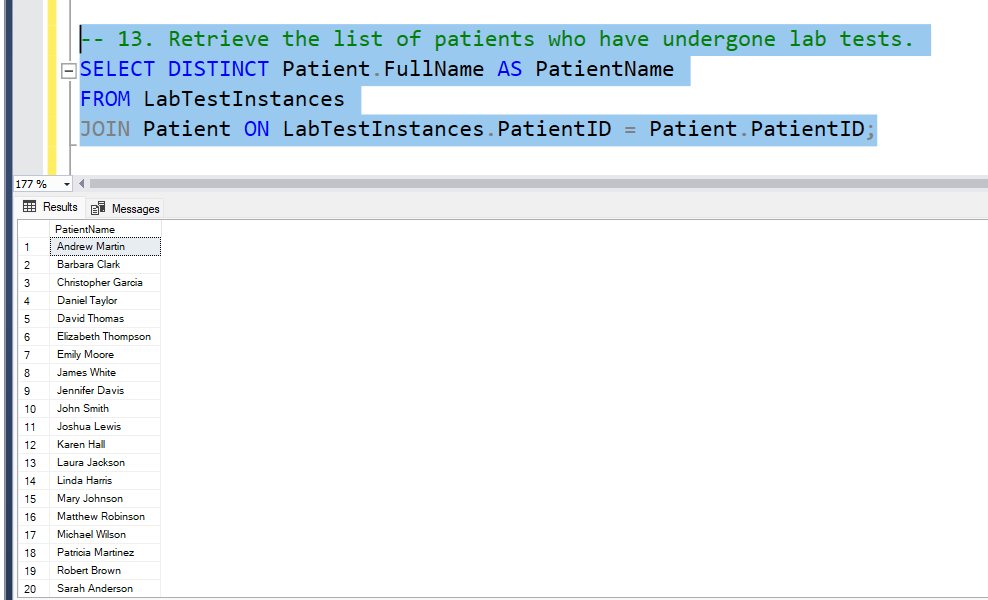 -- 13. Retrieve the list of patients who have undergone lab tests.
SELECT DISTINCT Patient.FullName AS PatientName
FROM LabTestInstances
JOIN Patient ON LabTestInstances.PatientID = Patient.PatientID;
177 %
Results Messages
PatientName
1 Andrew Martin
2 Barbara Clark
3 Christopher Garcia
4 Daniel Taylor
5 David Thomas
6 Elizabeth Thompson
7 Emily Moore
8 James White
9 Jennifer Davis
10 John Smith
11 Joshua Lewis
12 Karen Hall
13 Laura Jackson
14 Linda Harris
15 Mary Johnson
16 Matthew Robinson
17 Michael Wilson
18 Patricia Martinez
19 Robert Brown
20 Sarah Anderson